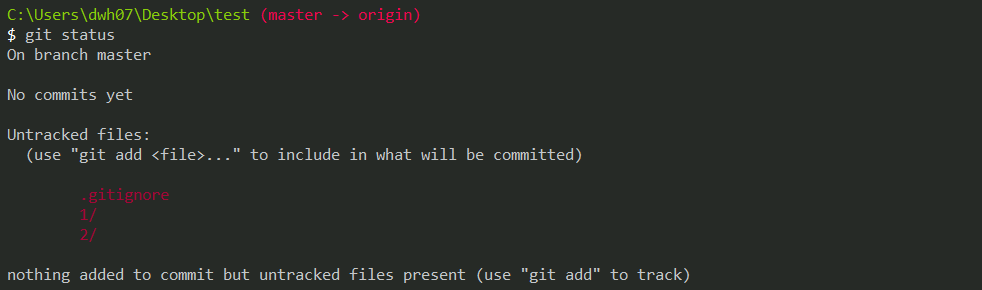 C:\Users\dwh07\Desktop\test (master -> origin)
$ git status
On branch master
No commits yet
Untracked files:
(use "git add <file>..." to include in what will be committed)
.gitignore
1/
2/
nothing added to commit but untracked files present (use "git add" to track)